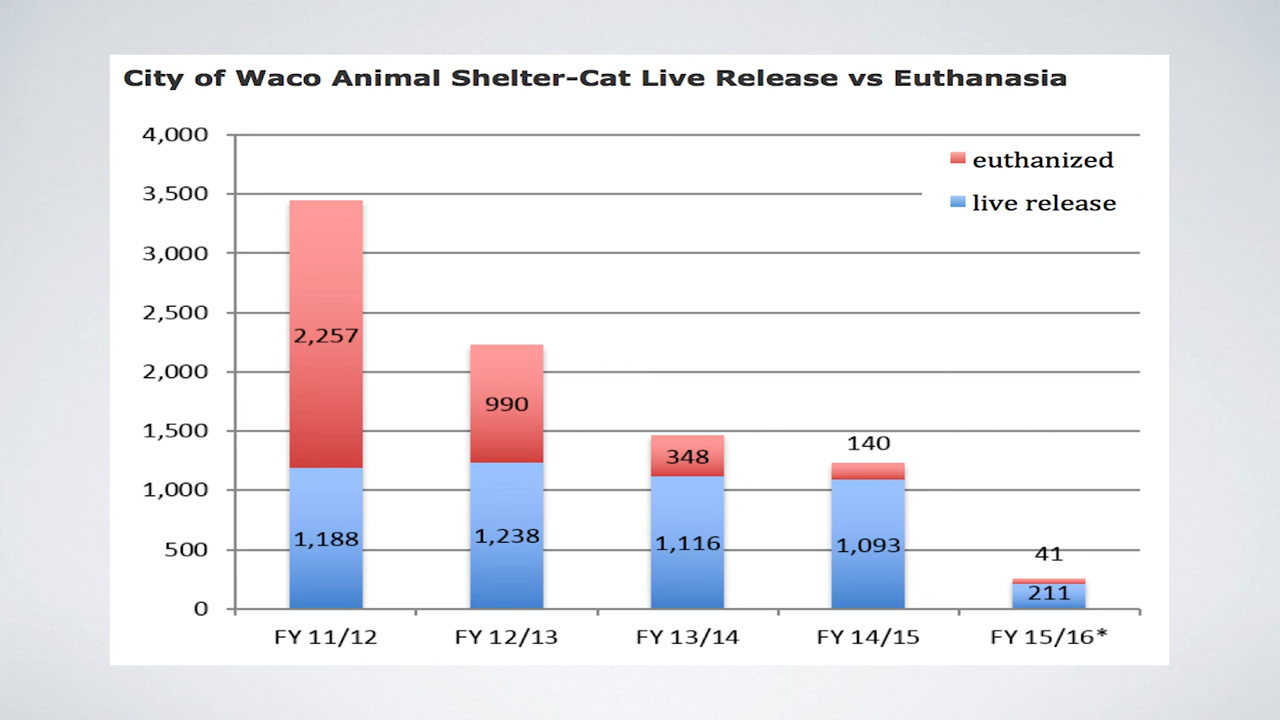 City of Waco Animal Shelter-Cat Live Release vs Euthanasia
4,000
3,500
3,000
2,500
2,000
1,500
1,000
500
0
euthanized
live release
2,257
990
348
140
41
1,188
1,238
1,116
1,093
211
FY 11/12
FY 12/13
FY 13/14
FY 14/15
FY 15/16*